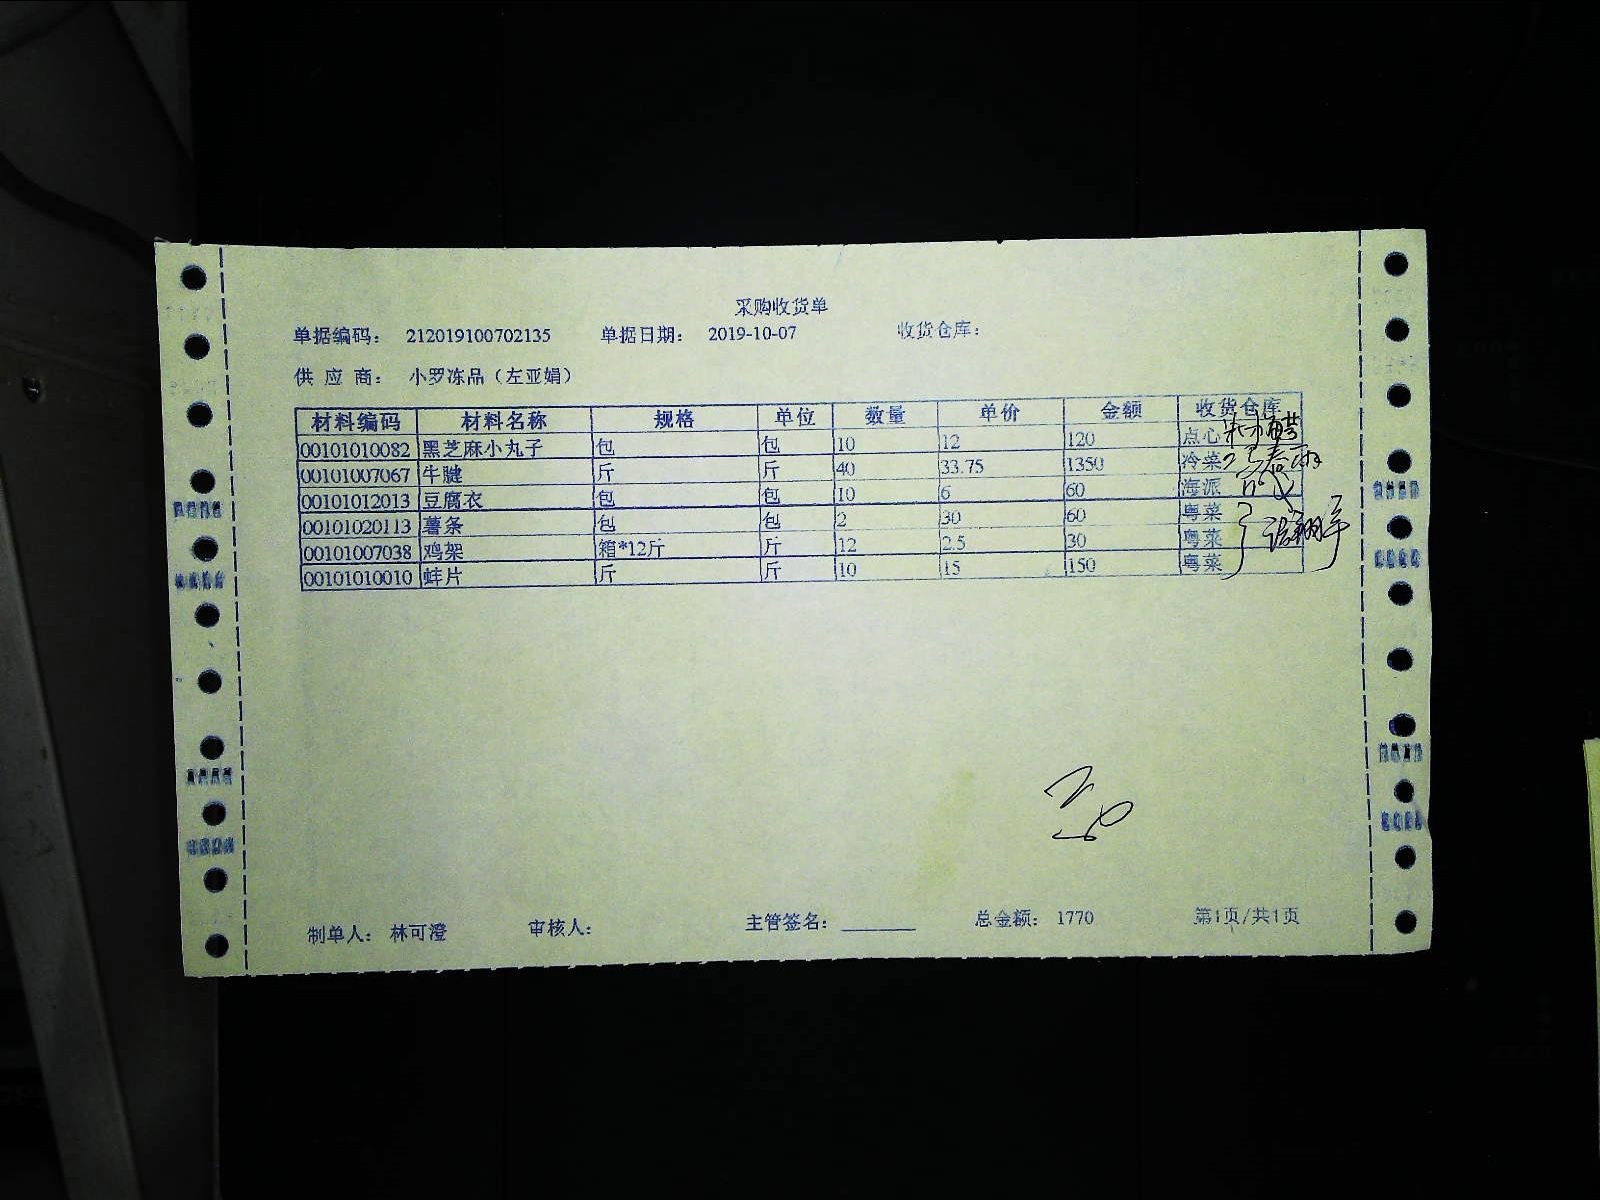 采购收货单
单据编码： 212019100702135 单据日期： 2019-10-07 收货仓库：
供 应 商： 小罗冻品（左亚娟）
材料编码 材料名称 规格 单位 数量 单价 金额 收货仓库
00101010082 黑芝麻小丸子 包 包 10 12 120 点心
00101007067 牛腱 斤 斤 40 33.75 1350 冷菜
00101012013 豆腐衣 包 包 10 6 60 海派
00101020113 薯条 包 包 2 30 60 粤菜
00101007038 鸡架 箱*12斤 斤 12 2.5 30 粤菜
00101010010 蚌片 斤 斤 10 15 150 粤菜
制单人： 林可澄 审核人： 主管签名：________ 总金额： 1770 第1页/共1页